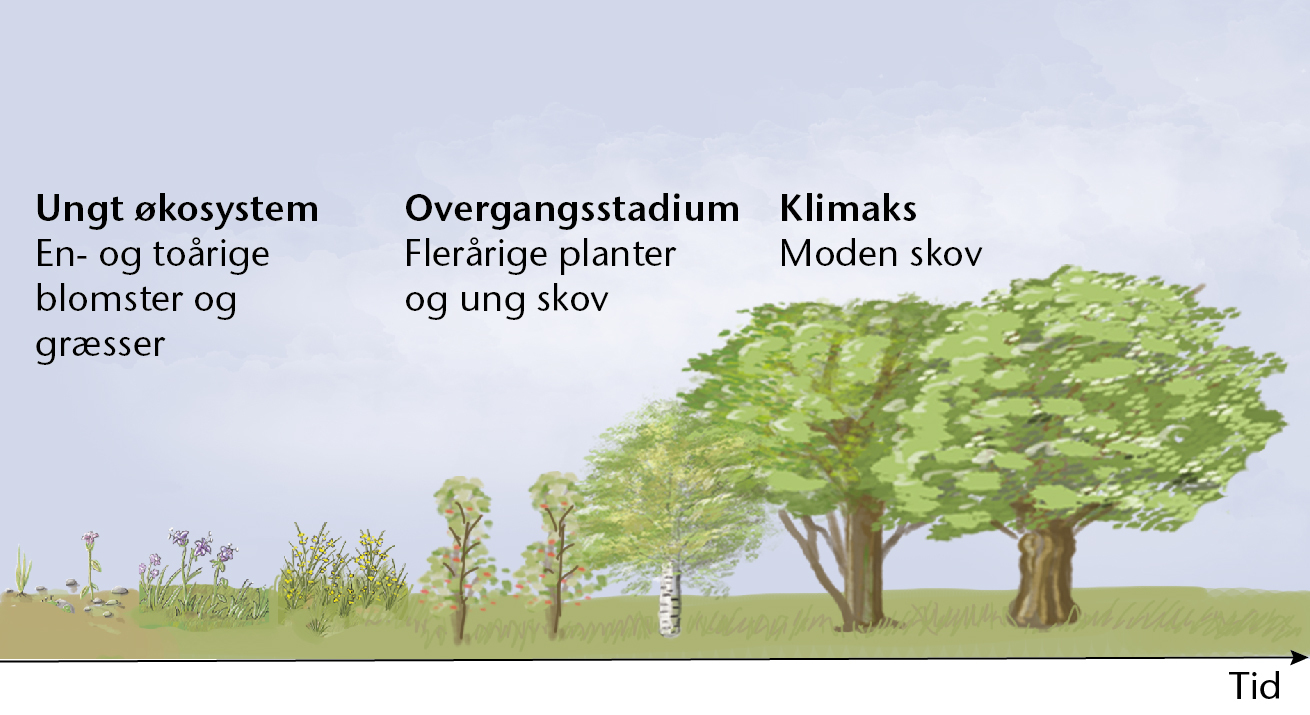 Ungt økosystem
En- og toårige
blomster og
græsser
Overgangsstadium
Flerårige planter
og ung skov
Klimaks
Moden skov
Tid